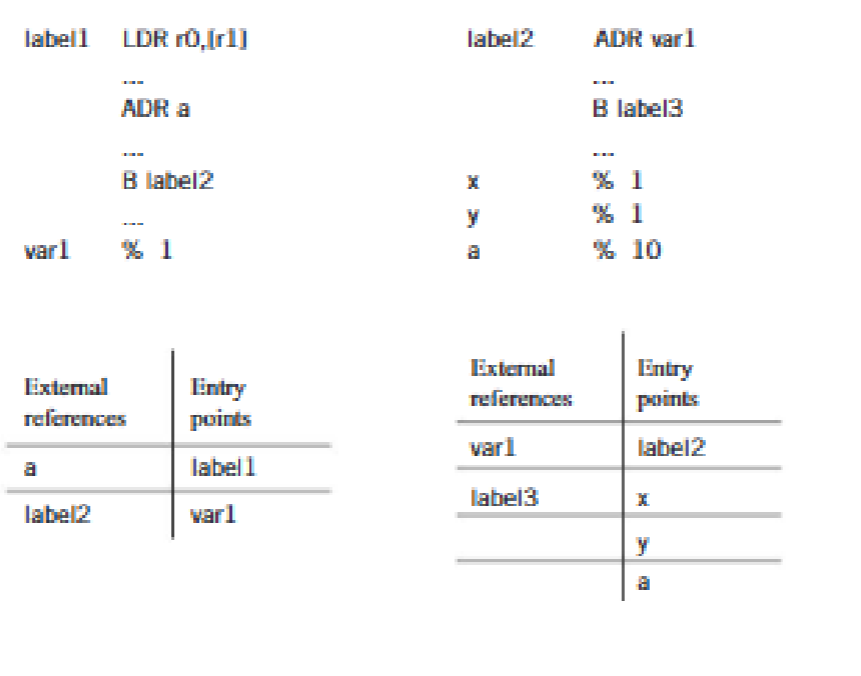 label1 LDR r0,[r1]
...
ADR a
...
B label2
...
var1 % 1
label2 ADR var1
...
B label3
...
x % 1
y % 1
a % 10
External references Entry points
a label1
label2 var1
External references Entry points
var1 label2
label3 x
y
a